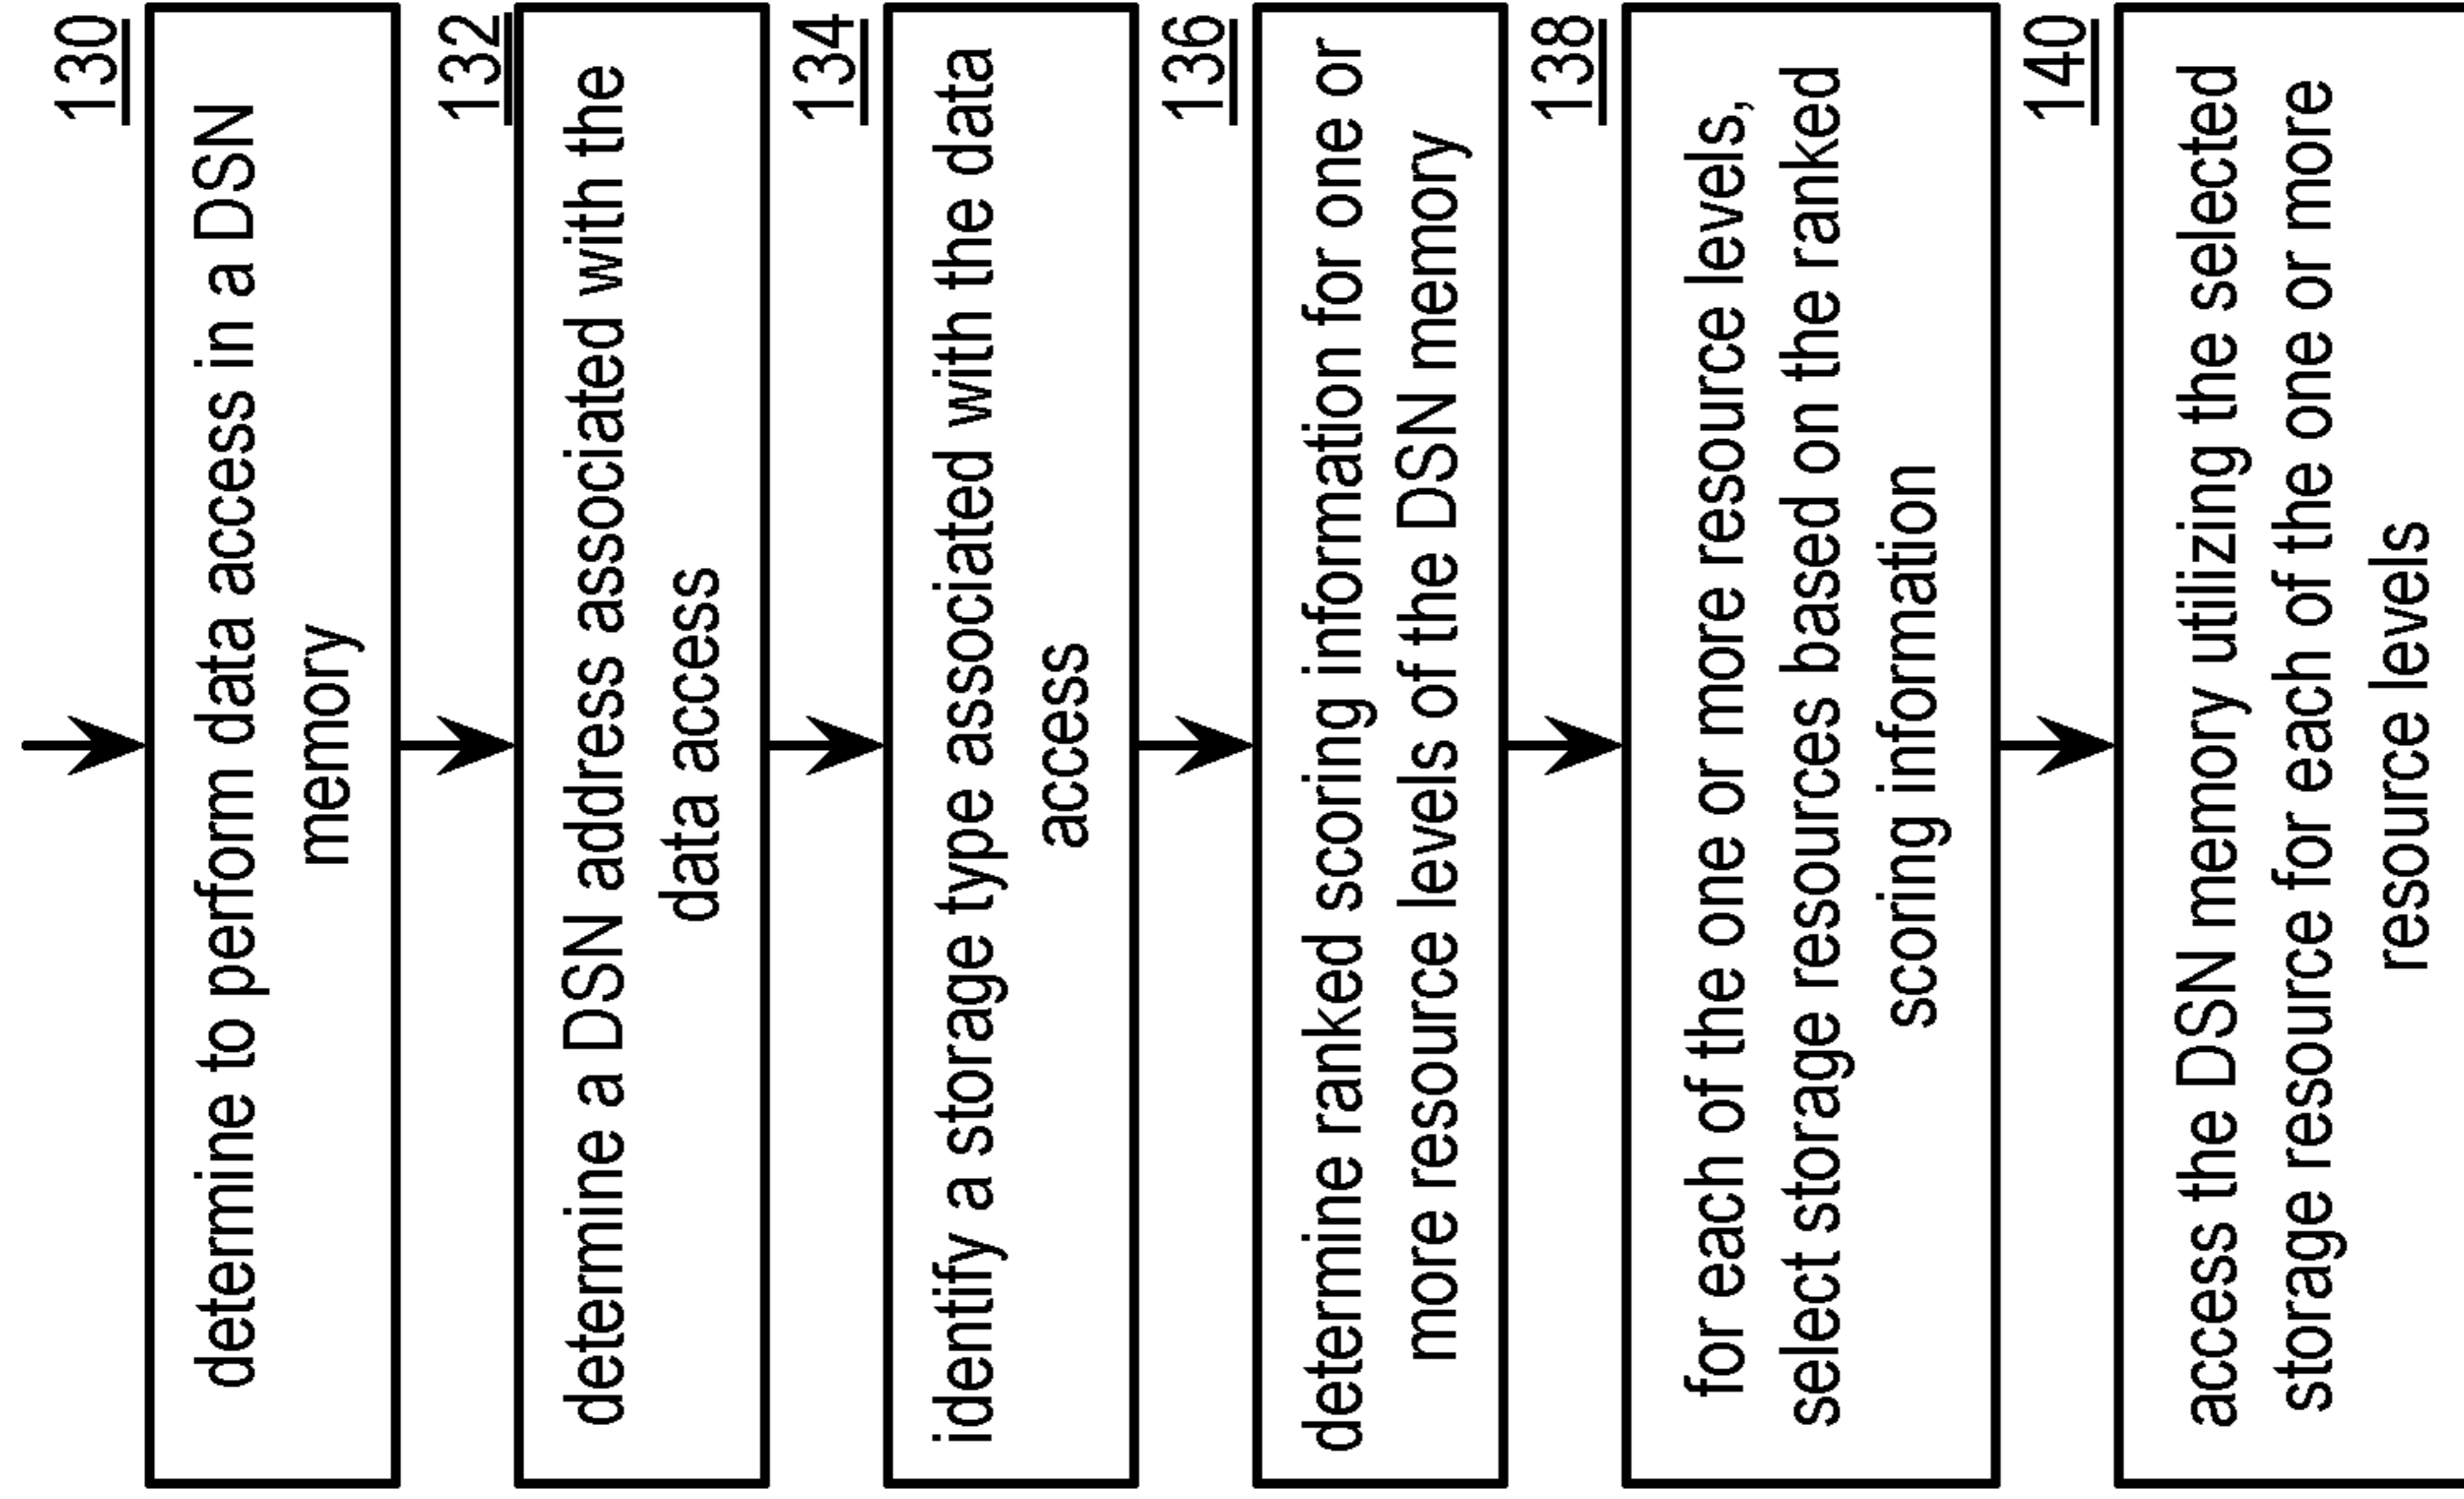 130
determine to perform data access in a DSN
memory
132
determine a DSN address associated with the
data access
134
identify a storage type associated with the data
access
136
determine ranked scoring information for one or
more resource levels of the DSN memory
138
for each of the one or more resource levels,
select storage resources based on the ranked
scoring information
140
access the DSN memory utilizing the selected
storage resource for each of the one or more
resource levels